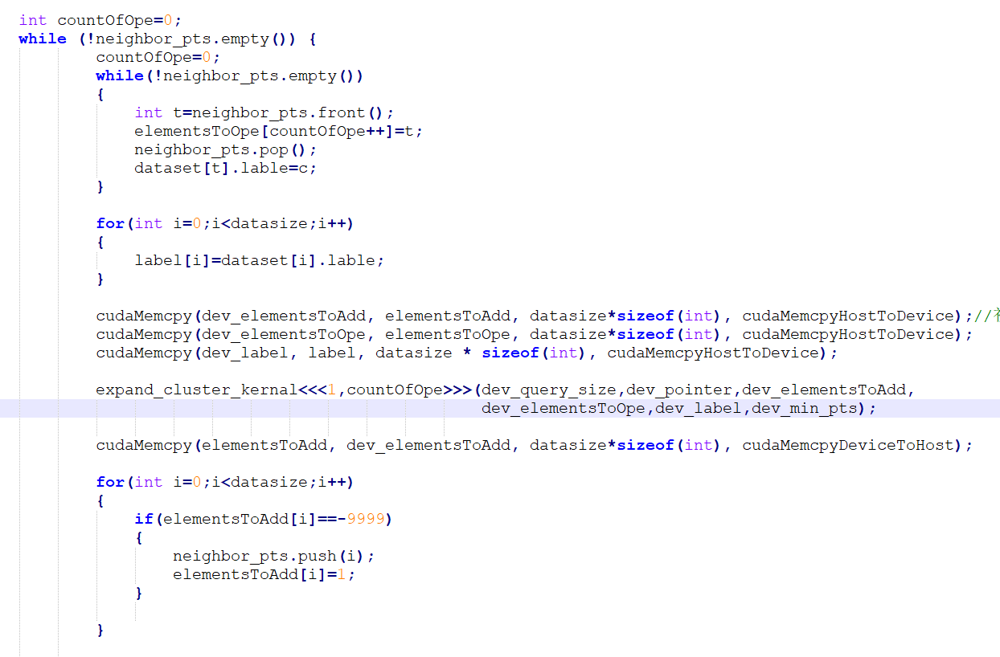 int countOfOpe=0;
while (!neighbor_pts.empty()) {
countOfOpe=0;
while(!neighbor_pts.empty())
{
int t=neighbor_pts.front();
elementsToOpe[countOfOpe++]=t;
neighbor_pts.pop();
dataset[t].lable=c;
}
for(int i=0;i<datasize;i++)
{
label[i]=dataset[i].lable;
}
cudaMemcpy(dev_elementsToAdd, elementsToAdd, datasize*sizeof(int), cudaMemcpyHostToDevice);//
cudaMemcpy(dev_elementsToOpe, elementsToOpe, datasize*sizeof(int), cudaMemcpyHostToDevice);
cudaMemcpy(dev_label, label, datasize * sizeof(int), cudaMemcpyHostToDevice);
expand_cluster_kernal<<<1,countOfOpe>>>(dev_query_size,dev_pointer,dev_elementsToAdd,
dev_elementsToOpe,dev_label,dev_min_pts);
cudaMemcpy(elementsToAdd, dev_elementsToAdd, datasize*sizeof(int), cudaMemcpyDeviceToHost);
for(int i=0;i<datasize;i++)
{
if(elementsToAdd[i]==-9999)
{
neighbor_pts.push(i);
elementsToAdd[i]=1;
}
}